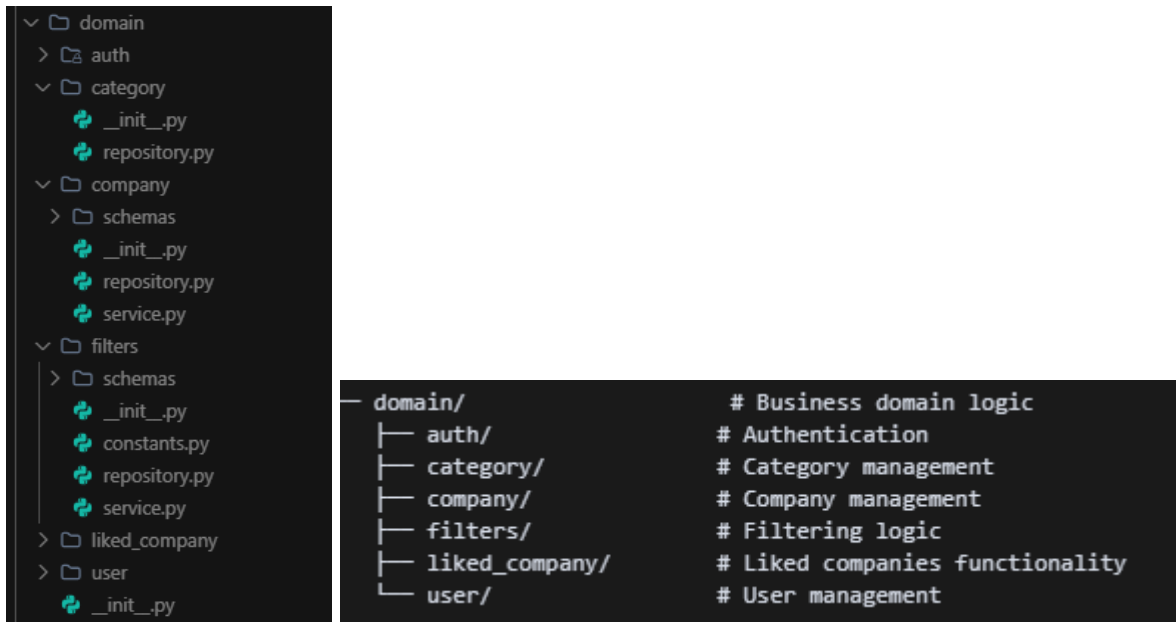 domain
auth
category
__init__.py
repository.py
company
schemas
__init__.py
repository.py
service.py
filters
schemas
__init__.py
constants.py
repository.py
service.py
liked_company
user
__init__.py
domain/ # Business domain logic
auth/ # Authentication
category/ # Category management
company/ # Company management
filters/ # Filtering logic
liked_company/ # Liked companies functionality
user/ # User management